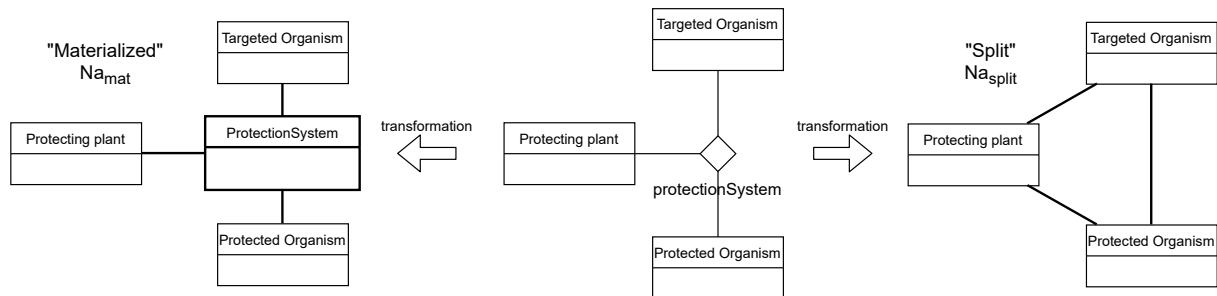 "Materialized"
Na_mat
Targeted Organism
Protecting plant
ProtectionSystem
Protected Organism
transformation
Targeted Organism
Protecting plant
protectionSystem
Protected Organism
transformation
"Split"
Na_split
Targeted Organism
Protecting plant
Protected Organism